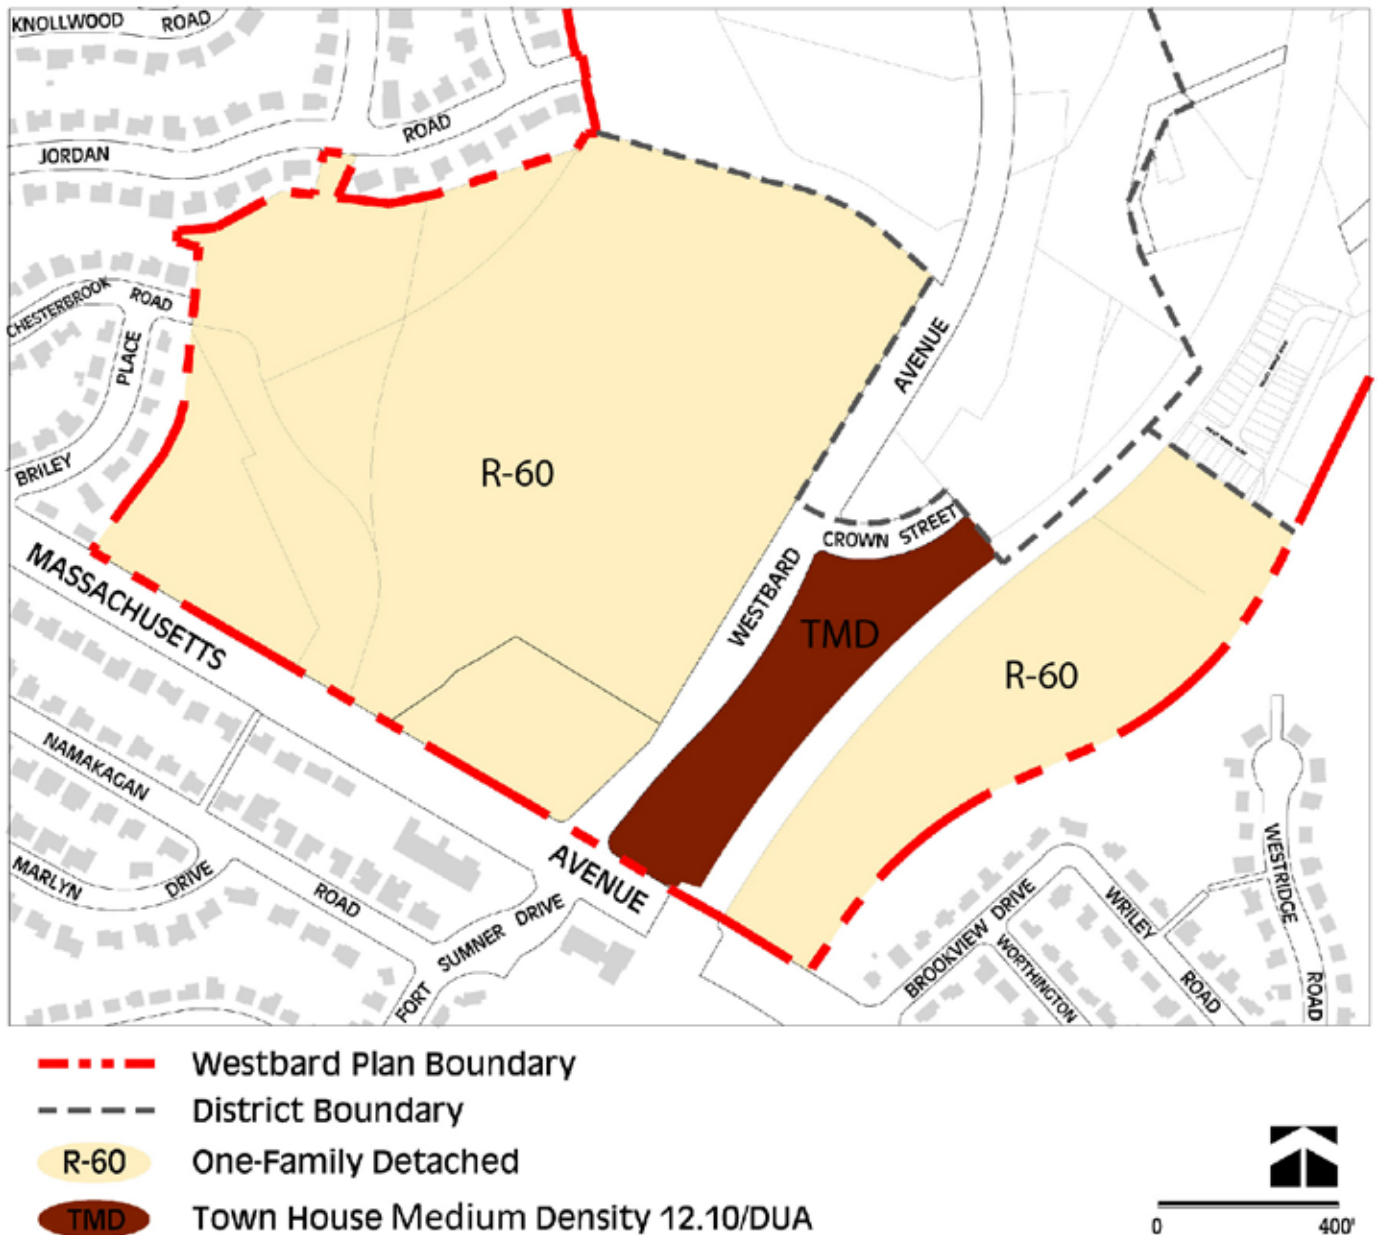 KNOLLWOOD ROAD
JORDAN
ROAD
CHESTERBROOK ROAD
PLACE
BRILEY
AVENUE
R-60
CROWN STREET
WESTBARD
TMD
R-60
MASSACHUSETTS
AVENUE
NAMAKAGAN
ROAD
MARLYN
DRIVE
FORT
SUMNER DRIVE
BROOKVIEW DRIVE
WORTHINGTON
WRILEY
ROAD
WESTRIDGE
ROAD
Westbard Plan Boundary
District Boundary
R-60 One-Family Detached
TMD Town House Medium Density 12.10/DUA
0 400'